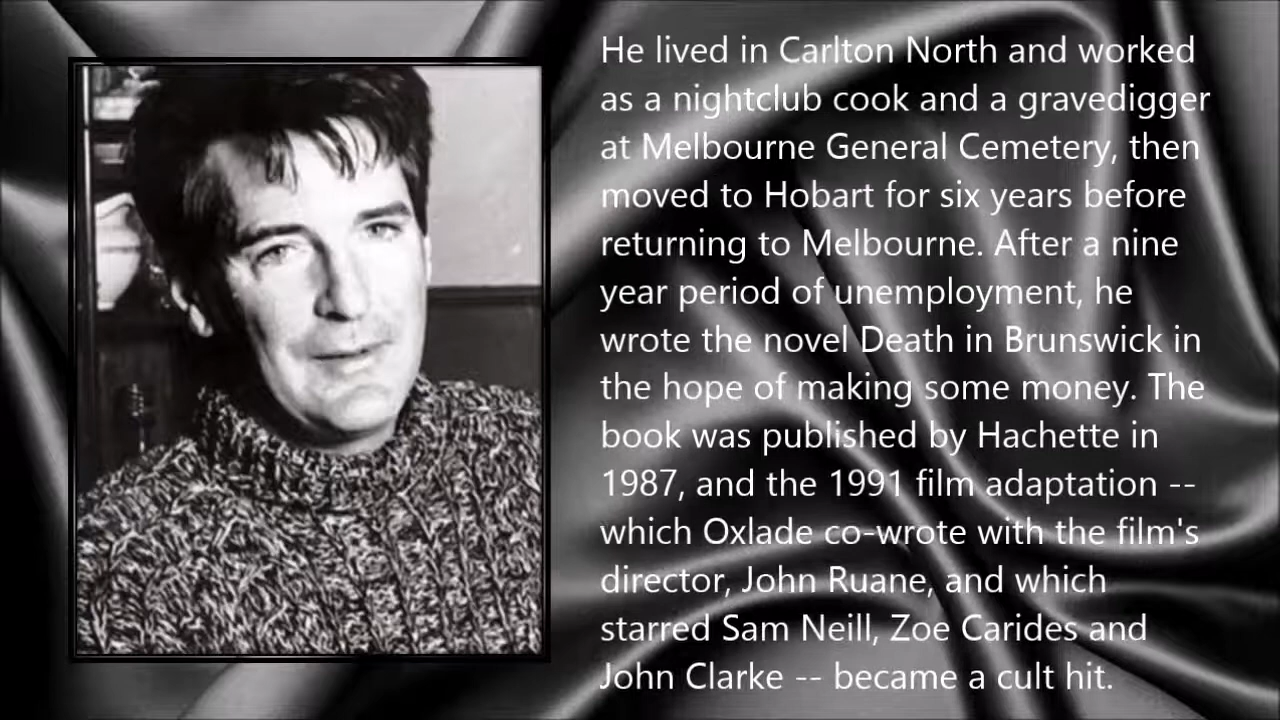 He lived in Carlton North and worked
as a nightclub cook and a gravedigger
at Melbourne General Cemetery, then
moved to Hobart for six years before
returning to Melbourne. After a nine
year period of unemployment, he
wrote the novel Death in Brunswick in
the hope of making some money. The
book was published by Hachette in
1987, and the 1991 film adaptation --
which Oxlade co-wrote with the film's
director, John Ruane, and which
starred Sam Neill, Zoe Carides and
John Clarke -- became a cult hit.